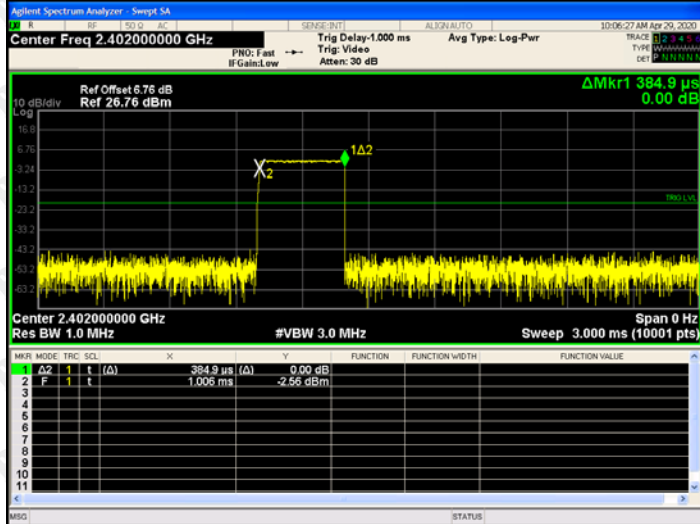 Agilent Spectrum Analyzer - Swept SA
R RF 50 Ω AC SENSE:INT ALIGN AUTO 10:06:27 AM Apr 29, 2020
Center Freq 2.402000000 GHz Trig Delay-1.000 ms Avg Type: Log-Pwr TRACE 1 2 3 4 5 6
PNO: Fast Trig: Video TYPE
IFGain:Low Atten: 30 dB DET P N N N N N
ΔMkr1 384.9 µs
0.00 dB
Ref Offset 6.76 dB
10 dB/div Ref 26.76 dBm
Log
16.8
6.76
1Δ2
-3.24
X2
-13.2
TRIG LVL
-23.2
-33.2
-43.2
-53.2
-63.2
Center 2.402000000 GHz Span 0 Hz
Res BW 1.0 MHz #VBW 3.0 MHz Sweep 3.000 ms (10001 pts)
MKR MODE TRC SCL X Y FUNCTION FUNCTION WIDTH FUNCTION VALUE
1 Δ2 1 t (Δ) 384.9 µs (Δ) 0.00 dB
2 F 1 t 1.006 ms -2.56 dBm
3
4
5
6
7
8
9
10
11
MSG STATUS